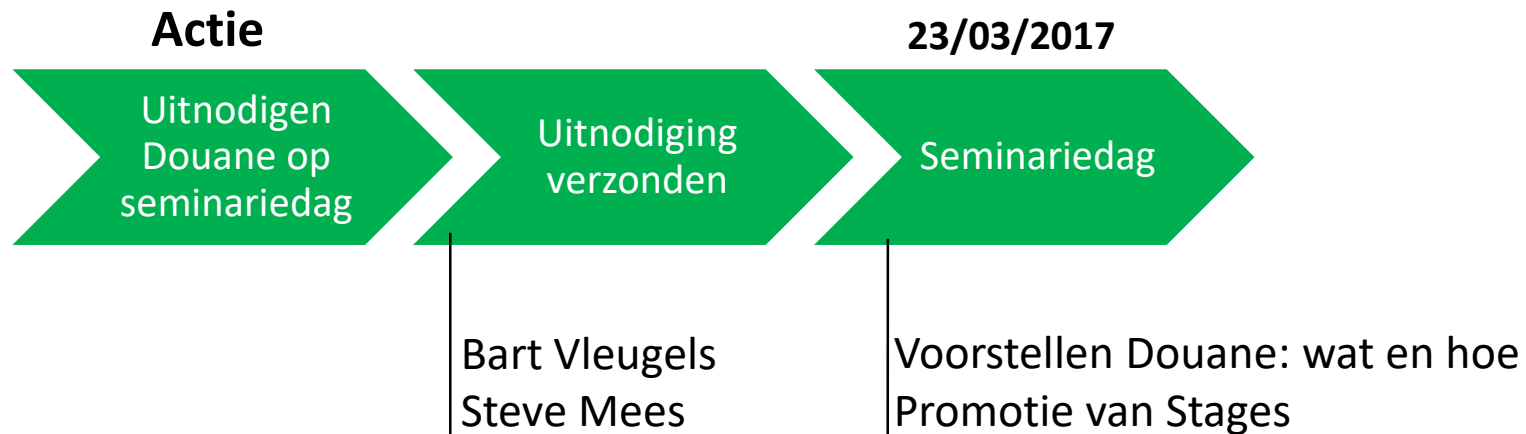 Actie
23/03/2017
Uitnodigen
Douane op
seminariedag
Uitnodiging
verzonden
Seminariedag
Bart Vleugels
Steve Mees
Voorstellen Douane: wat en hoe
Promotie van Stages